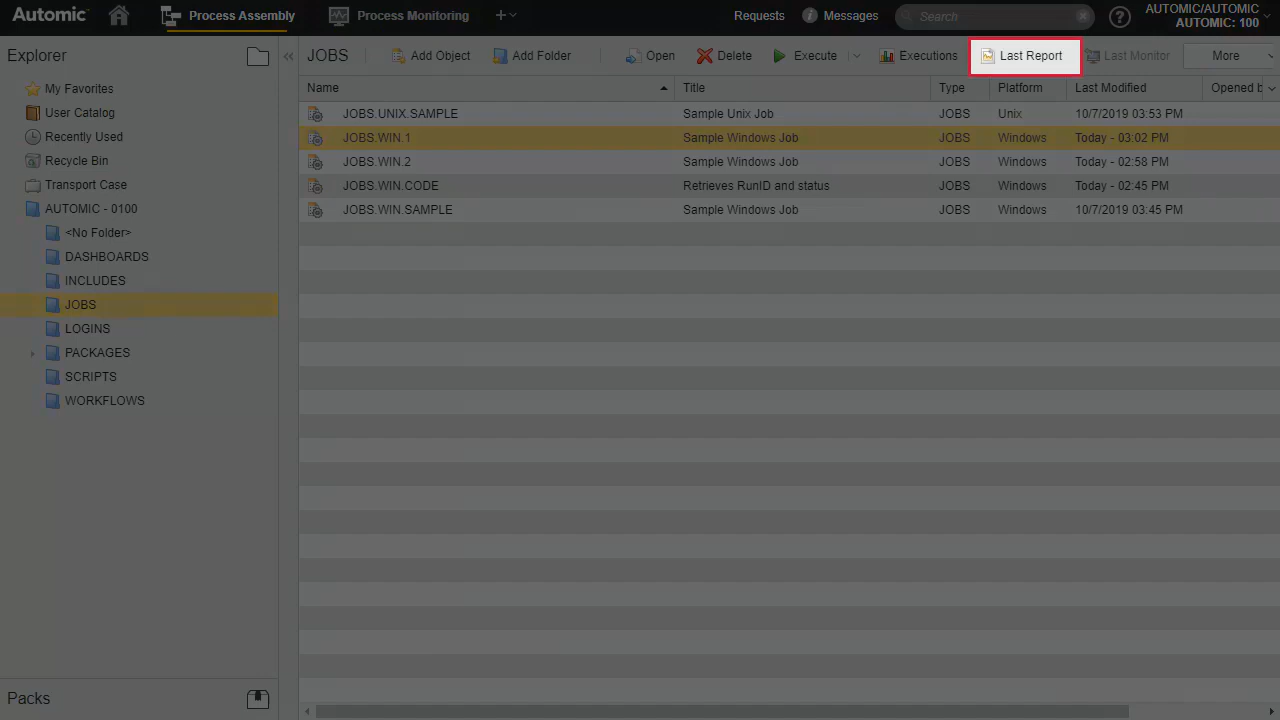 Automic Process Assembly Process Monitoring Requests Messages Search AUTOMIC/AUTOMIC
AUTOMIC: 100
Explorer JOBS Add Object Add Folder Open Delete Execute Executions Last Report Last Monitor More
Name Title Type Platform Last Modified Opened b
My Favorites
User Catalog
Recently Used
Recycle Bin
Transport Case
AUTOMIC - 0100
<No Folder>
DASHBOARDS
INCLUDES
JOBS
LOGINS
PACKAGES
SCRIPTS
WORKFLOWS
JOBS.UNIX.SAMPLE Sample Unix Job JOBS Unix 10/7/2019 03:53 PM
JOBS.WIN.1 Sample Windows Job JOBS Windows Today - 03:02 PM
JOBS.WIN.2 Sample Windows Job JOBS Windows Today - 02:58 PM
JOBS.WIN.CODE Retrieves RunID and status JOBS Windows Today - 02:45 PM
JOBS.WIN.SAMPLE Sample Windows Job JOBS Windows 10/7/2019 03:45 PM
Packs